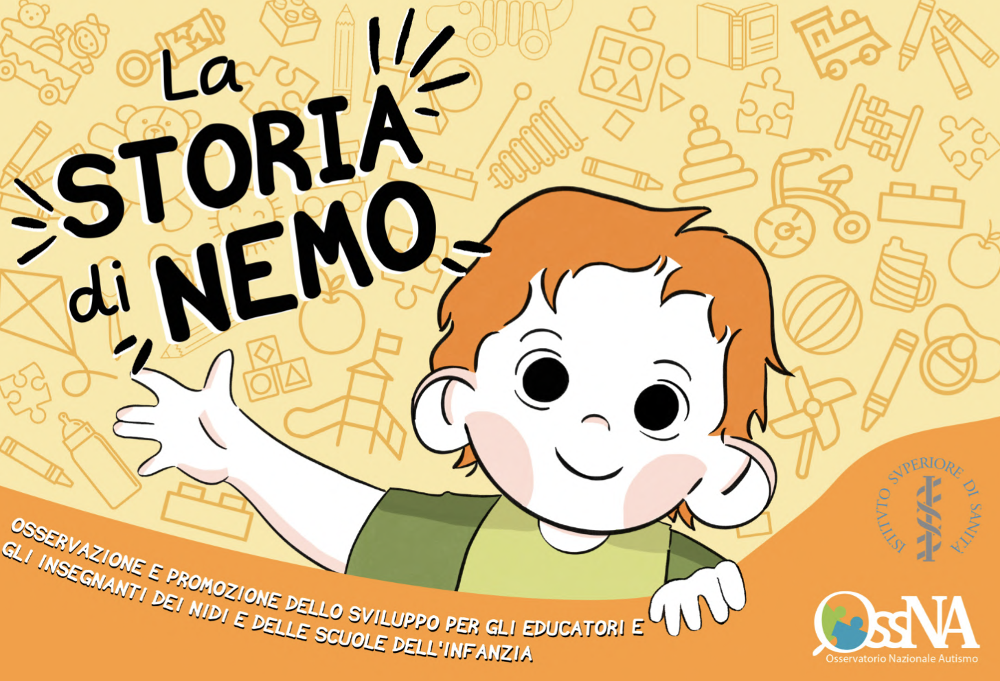 La
STORIA
di NEMO
OSSERVAZIONE E PROMOZIONE DELLO SVILUPPO PER GLI EDUCATORI E
GLI INSEGNANTI DEI NIDI E DELLE SCUOLE DELL'INFANZIA
ISTITVTO SVPERIORE DI SANITÀ
OssNA
Osservatorio Nazionale Autismo